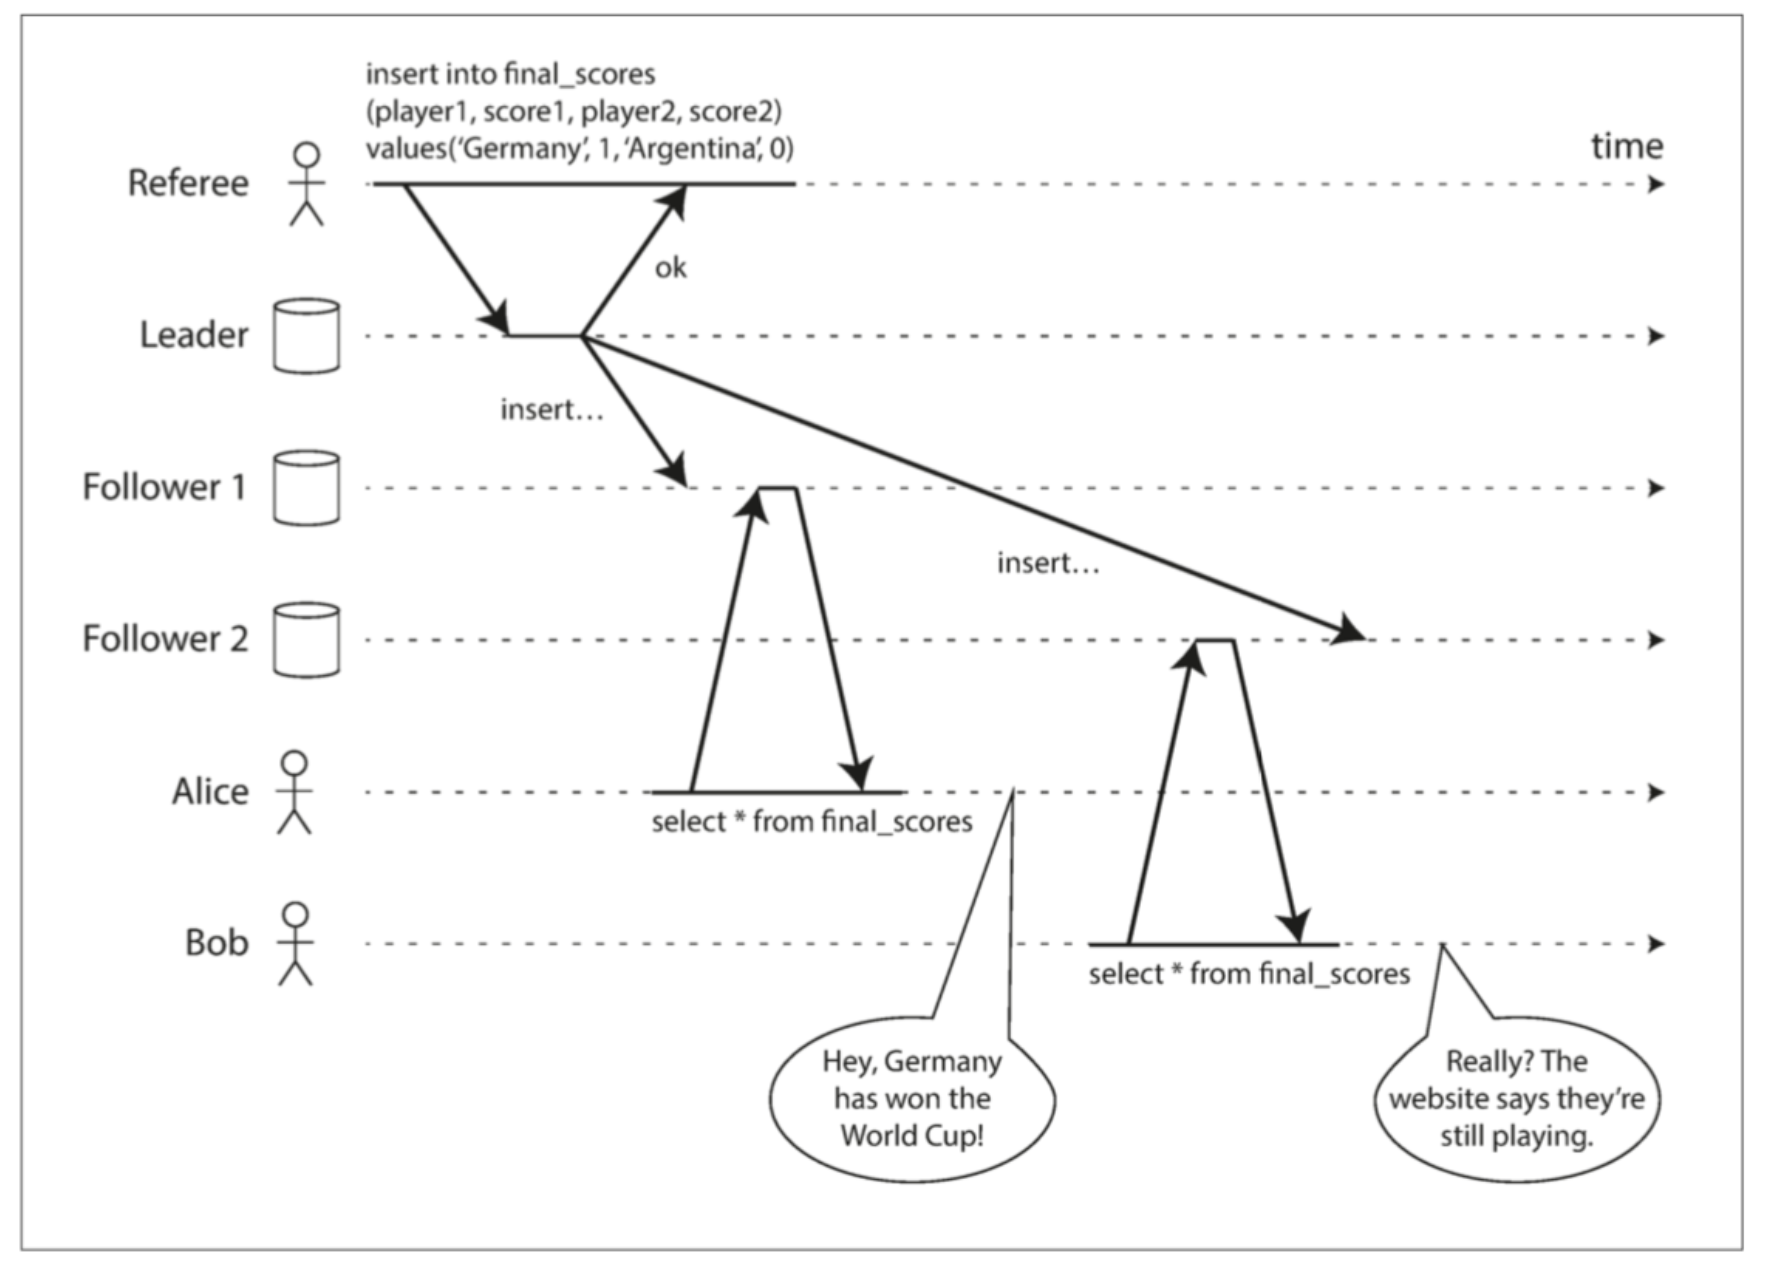 insert into final_scores
(player1, score1, player2, score2)
values(‘Germany’, 1, ‘Argentina’, 0)
time
Referee
ok
Leader
insert…
Follower 1
insert…
Follower 2
Alice
select * from final_scores
Bob
select * from final_scores
Hey, Germany
has won the
World Cup!
Really? The
website says they’re
still playing.